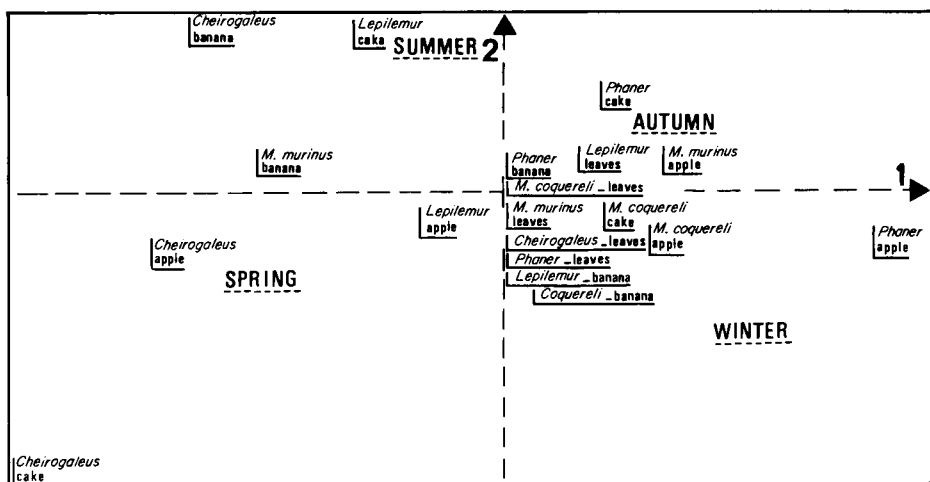 Cheirogaleus
banana
Lepilemur
caka
SUMMER 2
Phaner
cake
AUTUMN
M. murinus
banana
Phaner
banana
Lepilemur
leaves
M. murinus
apple
1
M. coquereli - leaves
Lepilemur
apple
M. murinus
leaves
M. coquereli
cake
M. coquereli
apple
Phaner
apple
Cheirogaleus
apple
Cheirogaleus - leaves
Phaner - leaves
SPRING
Lepilemur - banana
Coquereli - banana
WINTER
Cheirogaleus
cake